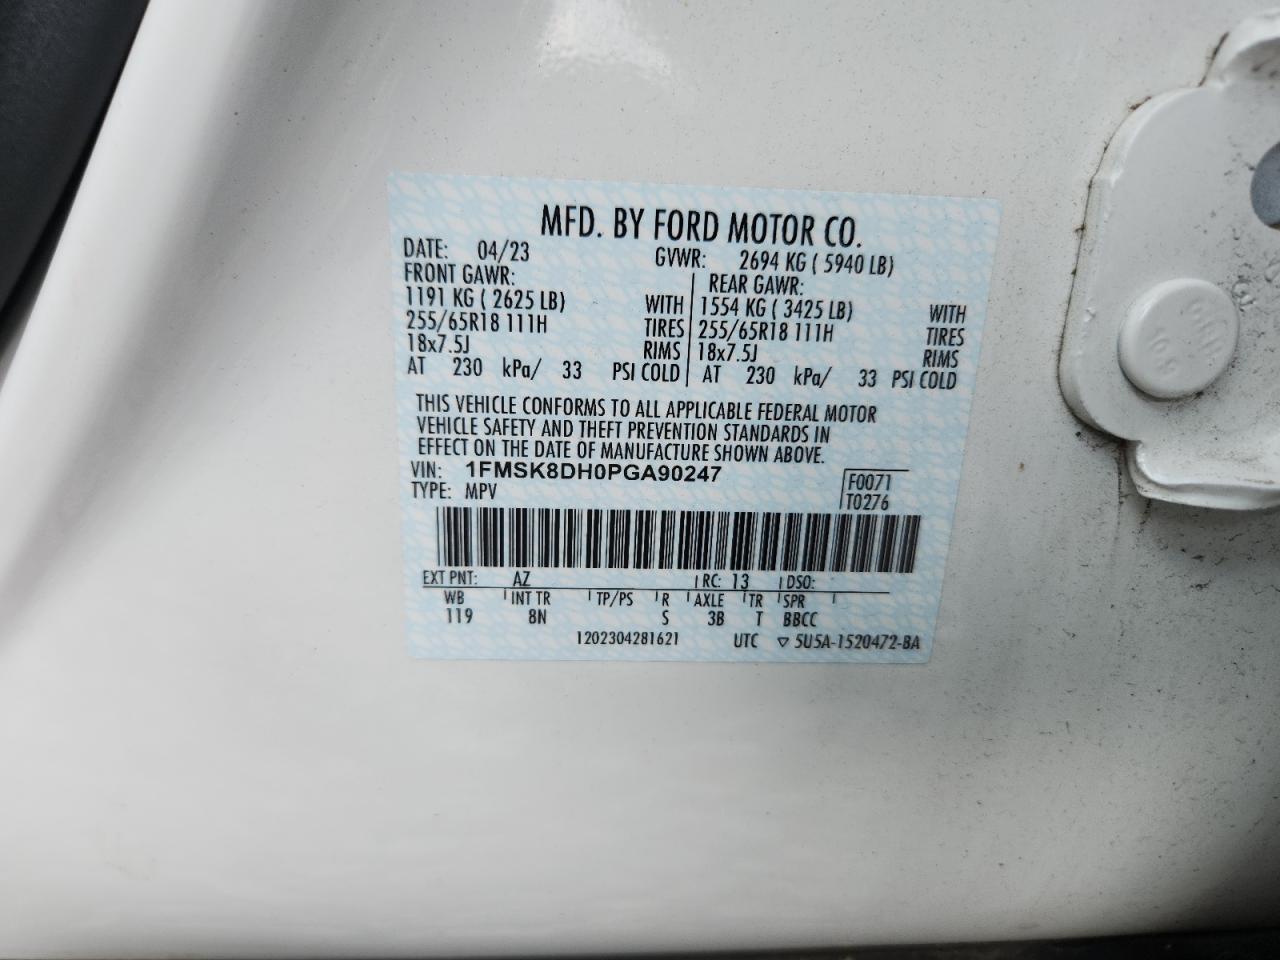 MFD. BY FORD MOTOR CO.
DATE: 04/23 GVWR: 2694 KG ( 5940 LB)
FRONT GAWR: REAR GAWR:
1191 KG ( 2625 LB) WITH 1554 KG ( 3425 LB) WITH
255/65R18 111H TIRES 255/65R18 111H TIRES
18x7.5J RIMS 18x7.5J RIMS
AT 230 kPa/ 33 PSI COLD AT 230 kPa/ 33 PSI COLD
THIS VEHICLE CONFORMS TO ALL APPLICABLE FEDERAL MOTOR
VEHICLE SAFETY AND THEFT PREVENTION STANDARDS IN
EFFECT ON THE DATE OF MANUFACTURE SHOWN ABOVE.
VIN: 1FMSK8DH0PGA90247 F0071
TYPE: MPV T0276
EXT PNT: AZ RC: 13 DSO:
WB INT TR TP/PS R AXLE TR SPR
119 8N S 3B T BBCC
1202304281621 UTC ▽ 5U5A-1520472-BA